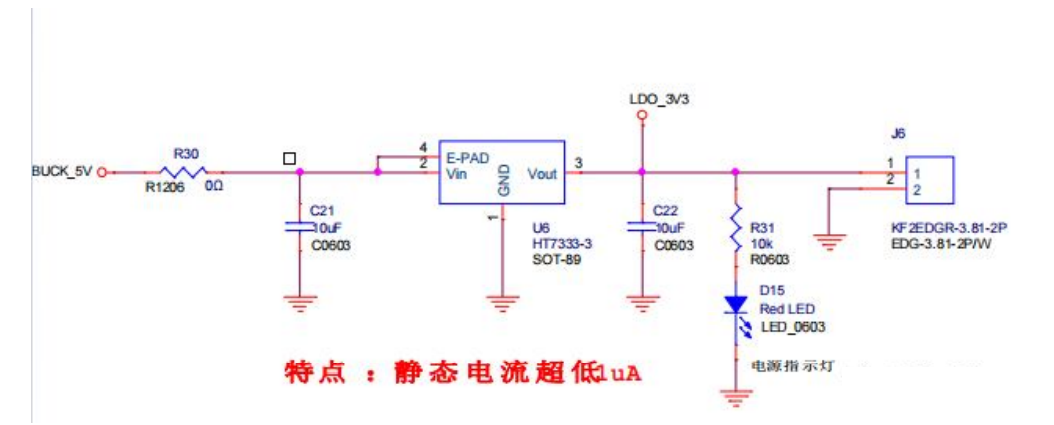 LDO_3V3
J6
R30
BUCK_5V
R1206 0Ω
4 E-PAD
2 Vin
GND
Vout 3
1
1 1
2 2
C21
10uF
C0603
U6
HT7333-3
SOT-89
C22
10uF
C0603
R31
10k
R0603
KF2EDGR-3.81-2P
EDG-3.81-2P/W
D15
Red LED
LED_0603
电源指示灯
特点：静态电流超低1uA